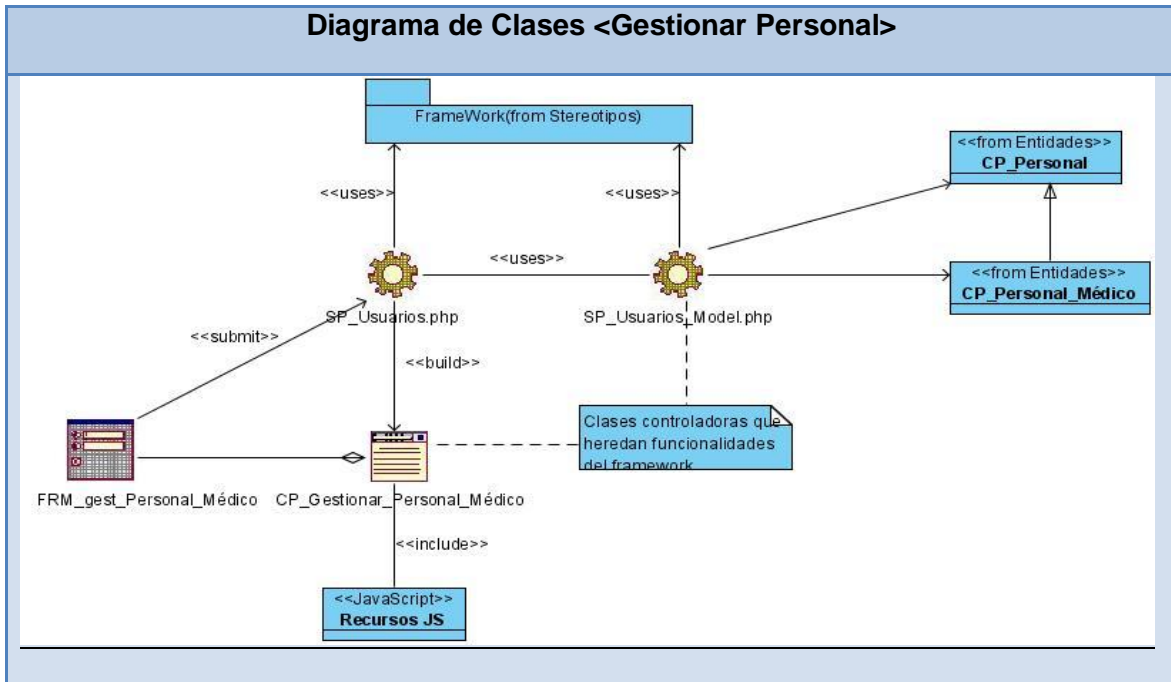 Diagrama de Clases <Gestionar Personal>
FrameWork(from Stereotipos)
<<from Entidades>>
CP_Personal
<<uses>>
<<uses>>
<<uses>>
<<from Entidades>>
CP_Personal_Médico
SP_Usuarios.php
SP_Usuarios_Model.php
<<submit>>
<<build>>
Clases controladoras que
heredan funcionalidades
del framework
FRM_gest_Personal_Médico
CP_Gestionar_Personal_Médico
<<include>>
<<JavaScript>>
Recursos JS